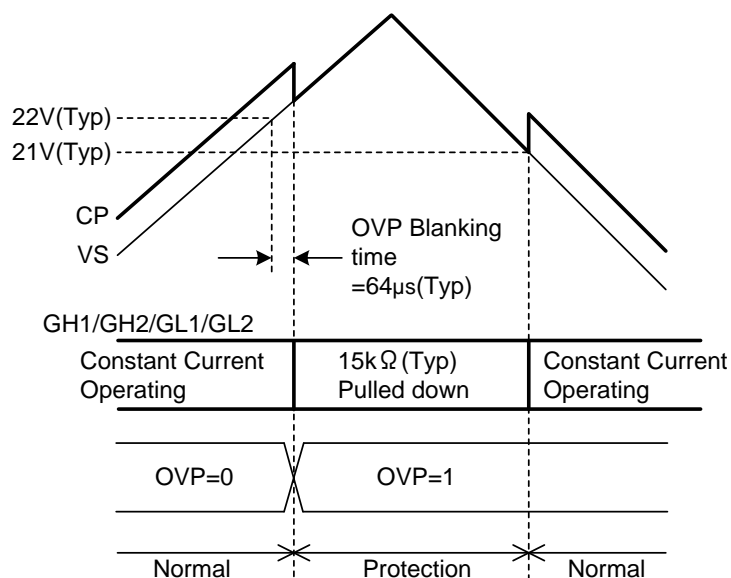 22V(Typ)
21V(Typ)
CP
VS
OVP Blanking
time
=64µs(Typ)
GH1/GH2/GL1/GL2
Constant Current
Operating
15kΩ(Typ)
Pulled down
Constant Current
Operating
OVP=0
OVP=1
Normal
Protection
Normal